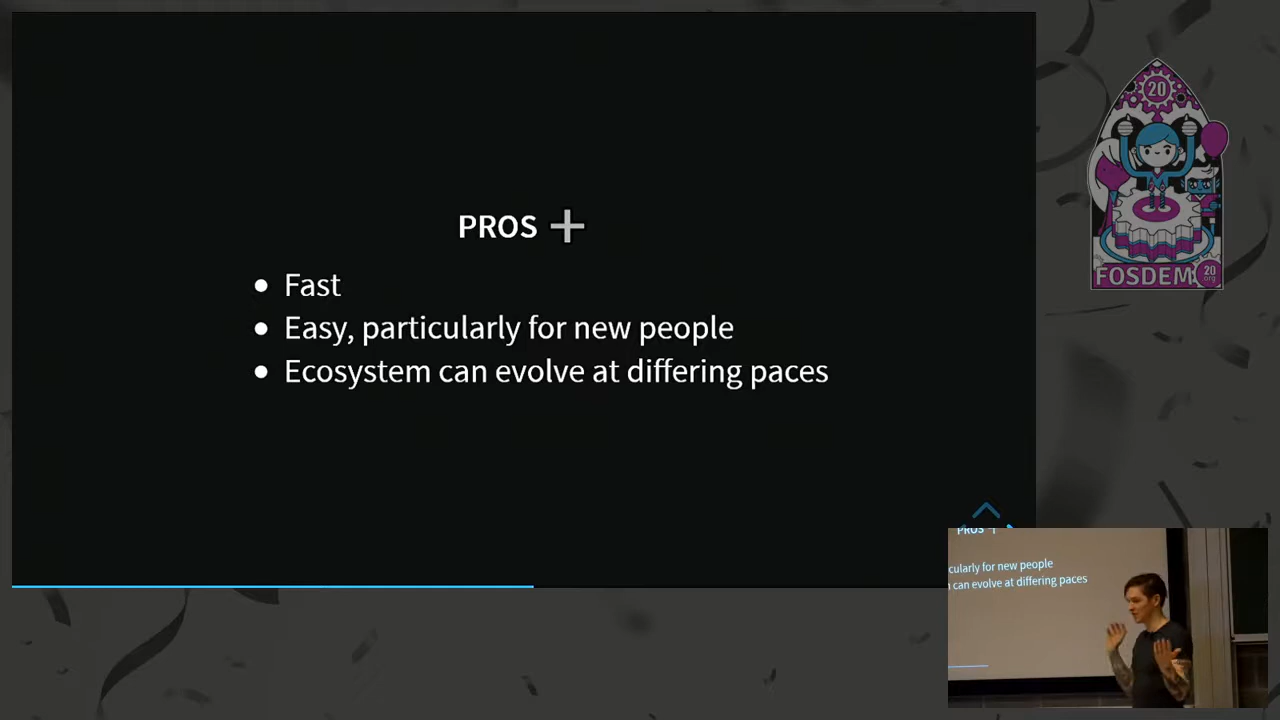 PROS +
Fast
Easy, particularly for new people
Ecosystem can evolve at differing paces
20
FOSDEM
20
org
PROS +
cularly for new people
can evolve at differing paces